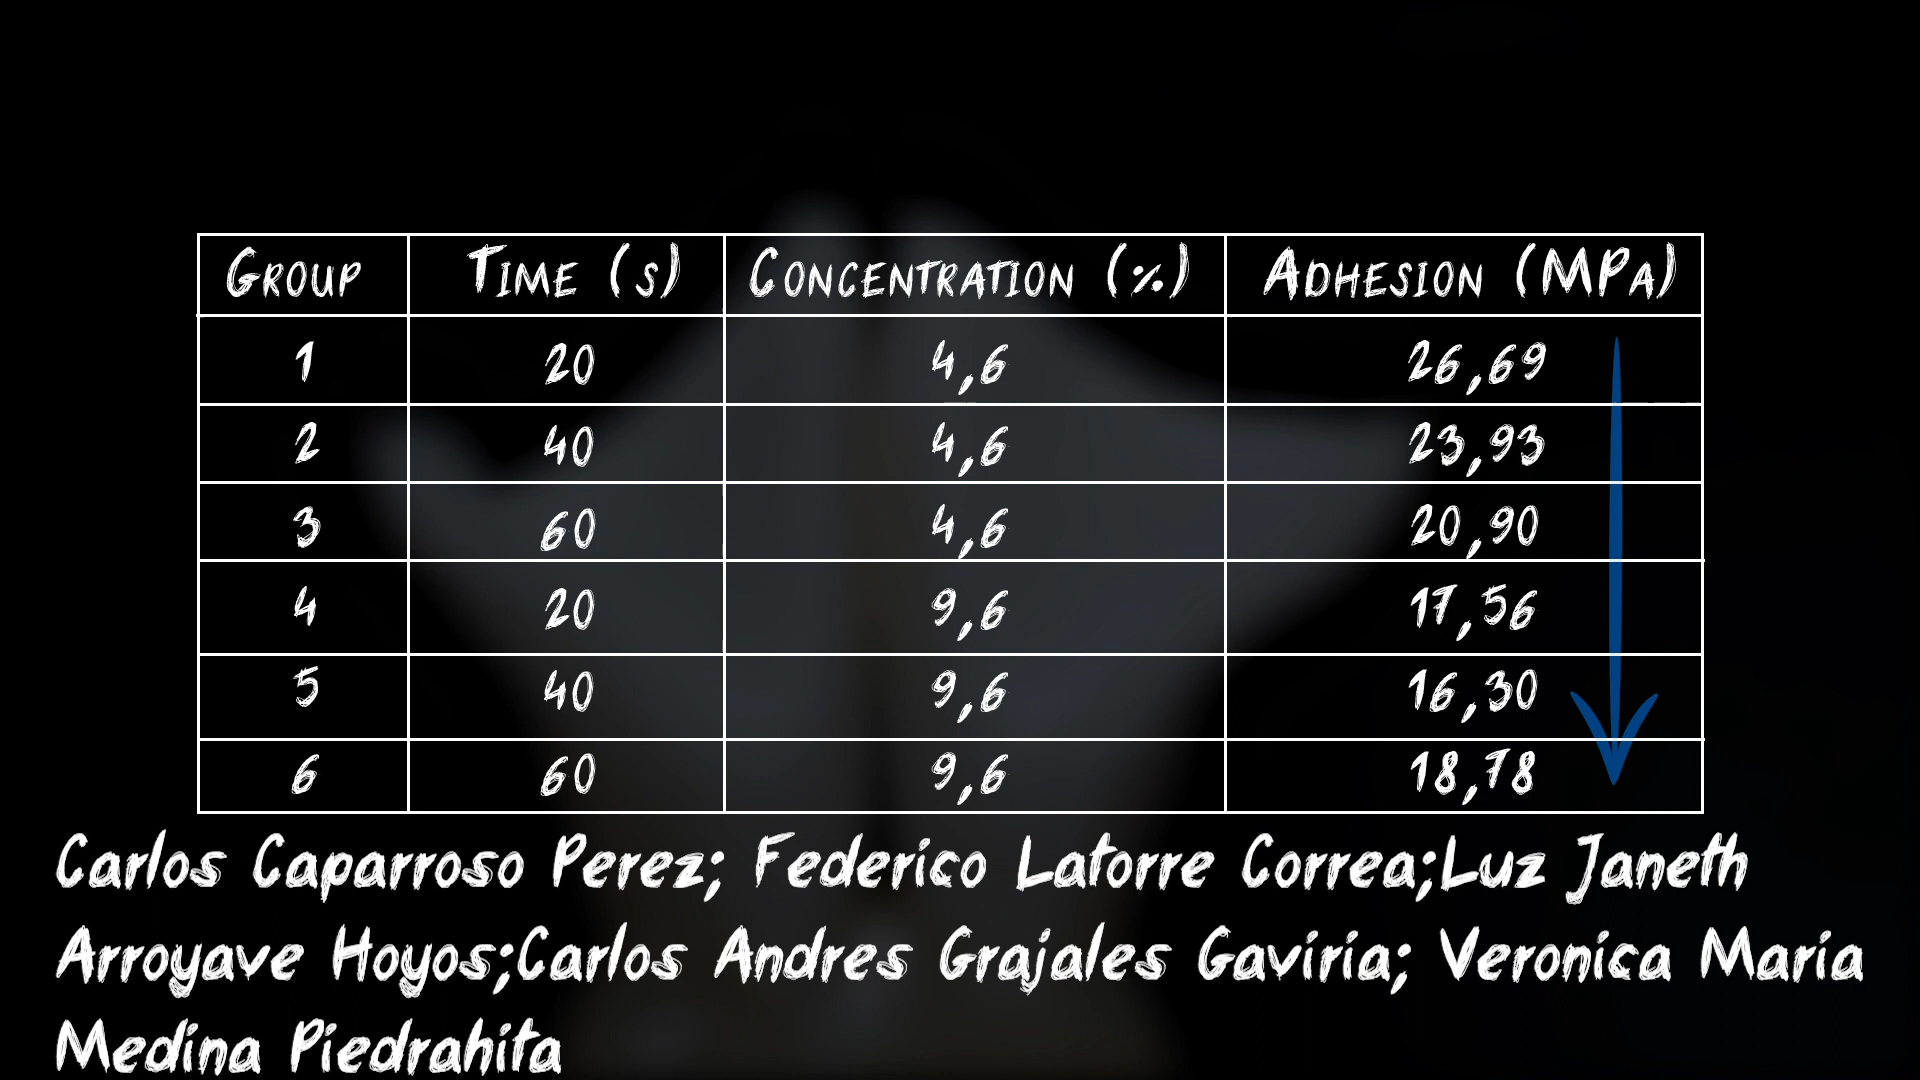 Group Time (s) Concentration (%) Adhesion (MPa)
1 20 4,6 26,69
2 40 4,6 23,93
3 60 4,6 20,90
4 20 9,6 17,56
5 40 9,6 16,30
6 60 9,6 18,78
Carlos Caparroso Perez; Federico Latorre Correa;Luz Janeth
Arroyave Hoyos;Carlos Andres Grajales Gaviria; Veronica Maria
Medina Piedrahita